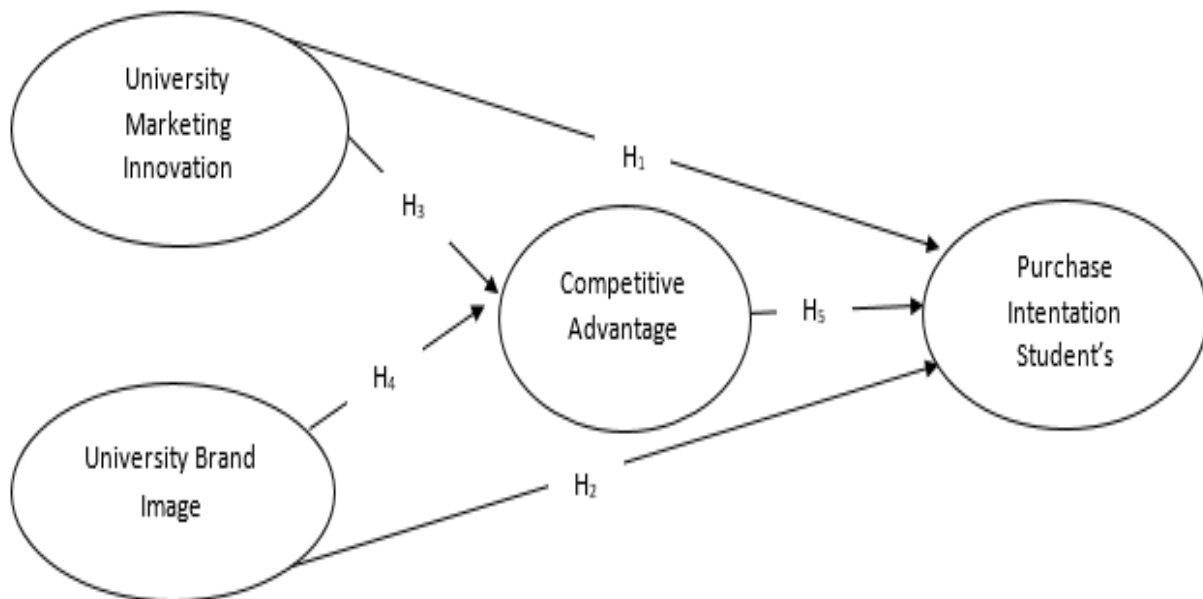 University
Marketing
Innovation
H₁
H₃
Competitive
Advantage
Purchase
Intentation
Student's
H₅
H₄
University Brand
Image
H₂